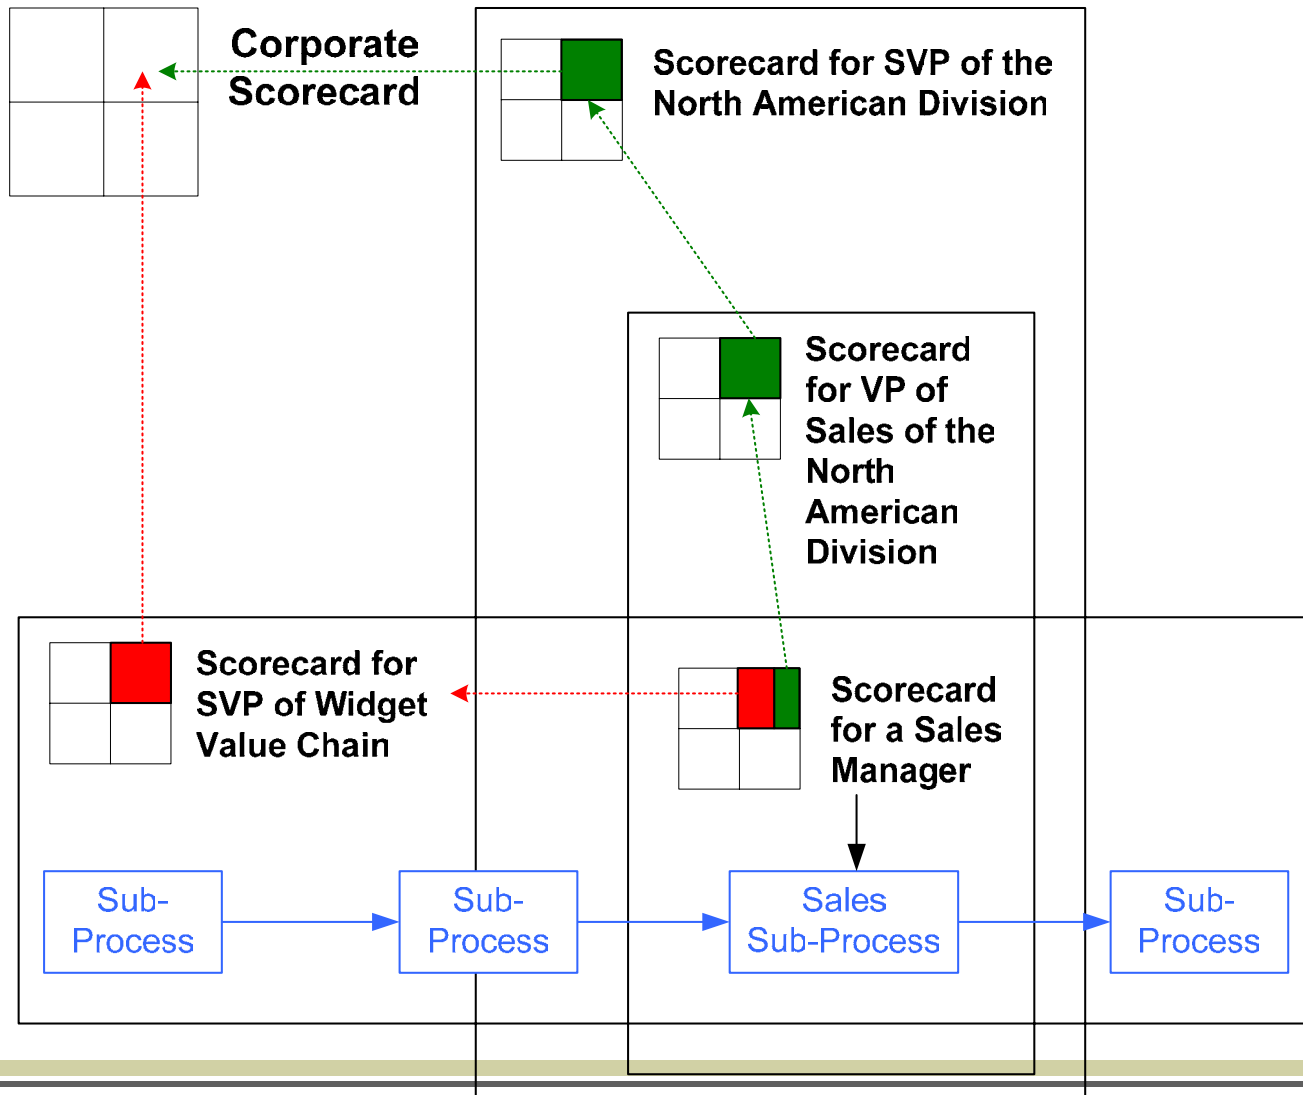 Corporate
Scorecard
Scorecard for SVP of the
North American Division
Scorecard
for VP of
Sales of the
North
American
Division
Scorecard for
SVP of Widget
Value Chain
Scorecard
for a Sales
Manager
Sub-
Process
Sub-
Process
Sales
Sub-Process
Sub-
Process